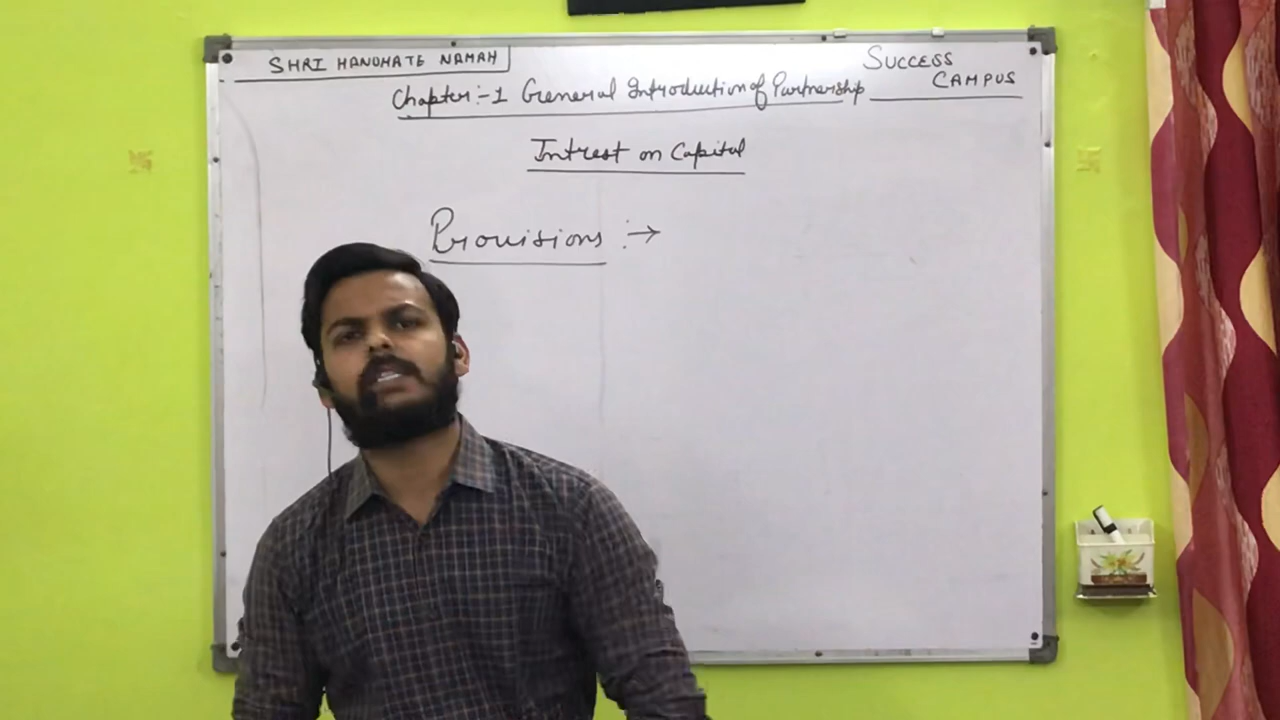 SHRI HANUMATE NAMAH
SUCCESS
CAMPUS
Chapter:-1 General Introduction of Partnership
Intrest on Capital
Provisions :→